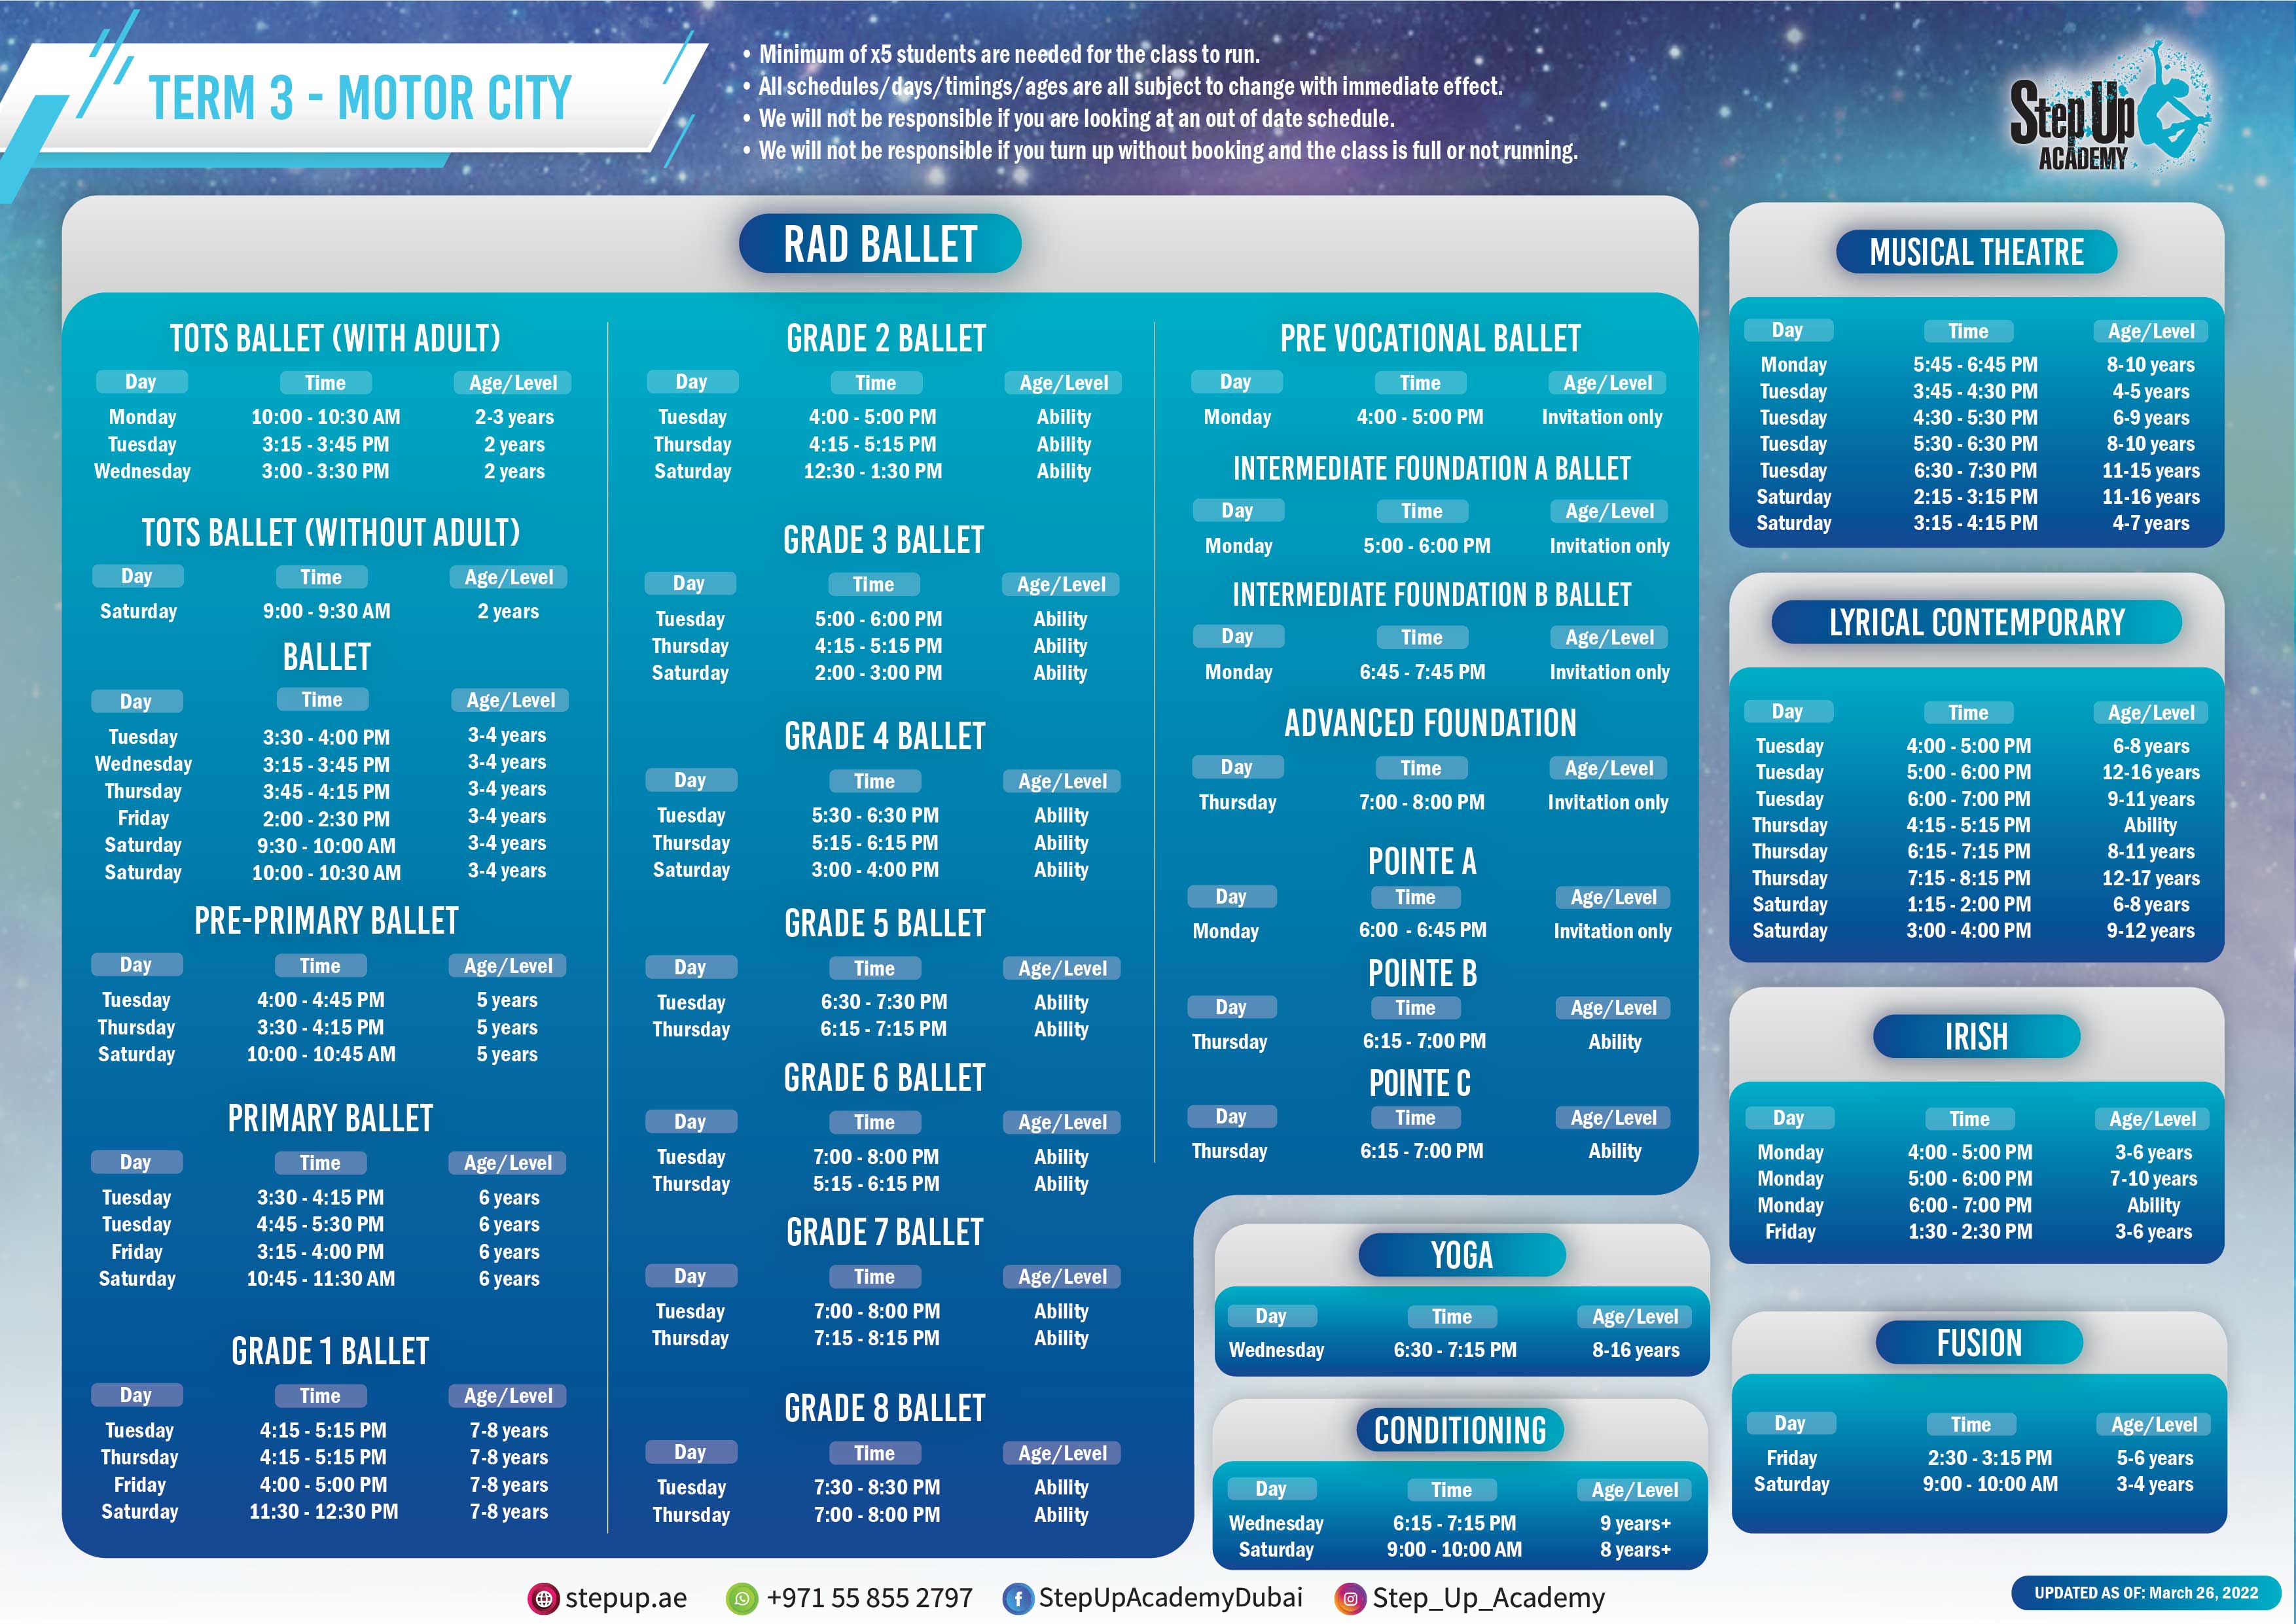 TERM 3 - MOTOR CITY
• Minimum of x5 students are needed for the class to run.
• All schedules/days/timings/ages are all subject to change with immediate effect.
• We will not be responsible if you are looking at an out of date schedule.
• We will not be responsible if you turn up without booking and the class is full or not running.
Step Up
ACADEMY
RAD BALLET
TOTS BALLET (WITH ADULT)
Day Time Age/Level
Monday 10:00 - 10:30 AM 2-3 years
Tuesday 3:15 - 3:45 PM 2 years
Wednesday 3:00 - 3:30 PM 2 years
TOTS BALLET (WITHOUT ADULT)
Day Time Age/Level
Saturday 9:00 - 9:30 AM 2 years
BALLET
Day Time Age/Level
Tuesday 3:30 - 4:00 PM 3-4 years
Wednesday 3:15 - 3:45 PM 3-4 years
Thursday 3:45 - 4:15 PM 3-4 years
Friday 2:00 - 2:30 PM 3-4 years
Saturday 9:30 - 10:00 AM 3-4 years
Saturday 10:00 - 10:30 AM 3-4 years
PRE-PRIMARY BALLET
Day Time Age/Level
Tuesday 4:00 - 4:45 PM 5 years
Thursday 3:30 - 4:15 PM 5 years
Saturday 10:00 - 10:45 AM 5 years
PRIMARY BALLET
Day Time Age/Level
Tuesday 3:30 - 4:15 PM 6 years
Tuesday 4:45 - 5:30 PM 6 years
Friday 3:15 - 4:00 PM 6 years
Saturday 10:45 - 11:30 AM 6 years
GRADE 1 BALLET
Day Time Age/Level
Tuesday 4:15 - 5:15 PM 7-8 years
Thursday 4:15 - 5:15 PM 7-8 years
Friday 4:00 - 5:00 PM 7-8 years
Saturday 11:30 - 12:30 PM 7-8 years
GRADE 2 BALLET
Day Time Age/Level
Tuesday 4:00 - 5:00 PM Ability
Thursday 4:15 - 5:15 PM Ability
Saturday 12:30 - 1:30 PM Ability
GRADE 3 BALLET
Day Time Age/Level
Tuesday 5:00 - 6:00 PM Ability
Thursday 4:15 - 5:15 PM Ability
Saturday 2:00 - 3:00 PM Ability
GRADE 4 BALLET
Day Time Age/Level
Tuesday 5:30 - 6:30 PM Ability
Thursday 5:15 - 6:15 PM Ability
Saturday 3:00 - 4:00 PM Ability
GRADE 5 BALLET
Day Time Age/Level
Tuesday 6:30 - 7:30 PM Ability
Thursday 6:15 - 7:15 PM Ability
GRADE 6 BALLET
Day Time Age/Level
Tuesday 7:00 - 8:00 PM Ability
Thursday 5:15 - 6:15 PM Ability
GRADE 7 BALLET
Day Time Age/Level
Tuesday 7:00 - 8:00 PM Ability
Thursday 7:15 - 8:15 PM Ability
GRADE 8 BALLET
Day Time Age/Level
Tuesday 7:30 - 8:30 PM Ability
Thursday 7:00 - 8:00 PM Ability
PRE VOCATIONAL BALLET
Day Time Age/Level
Monday 4:00 - 5:00 PM Invitation only
INTERMEDIATE FOUNDATION A BALLET
Day Time Age/Level
Monday 5:00 - 6:00 PM Invitation only
INTERMEDIATE FOUNDATION B BALLET
Day Time Age/Level
Monday 6:45 - 7:45 PM Invitation only
ADVANCED FOUNDATION
Day Time Age/Level
Thursday 7:00 - 8:00 PM Invitation only
POINTE A
Day Time Age/Level
Monday 6:00 - 6:45 PM Invitation only
POINTE B
Day Time Age/Level
Thursday 6:15 - 7:00 PM Ability
POINTE C
Day Time Age/Level
Thursday 6:15 - 7:00 PM Ability
YOGA
Day Time Age/Level
Wednesday 6:30 - 7:15 PM 8-16 years
CONDITIONING
Day Time Age/Level
Wednesday 6:15 - 7:15 PM 9 years+
Saturday 9:00 - 10:00 AM 8 years+
MUSICAL THEATRE
Day Time Age/Level
Monday 5:45 - 6:45 PM 8-10 years
Tuesday 3:45 - 4:30 PM 4-5 years
Tuesday 4:30 - 5:30 PM 6-9 years
Tuesday 5:30 - 6:30 PM 8-10 years
Tuesday 6:30 - 7:30 PM 11-15 years
Saturday 2:15 - 3:15 PM 11-16 years
Saturday 3:15 - 4:15 PM 4-7 years
LYRICAL CONTEMPORARY
Day Time Age/Level
Tuesday 4:00 - 5:00 PM 6-8 years
Tuesday 5:00 - 6:00 PM 12-16 years
Tuesday 6:00 - 7:00 PM 9-11 years
Thursday 4:15 - 5:15 PM Ability
Thursday 6:15 - 7:15 PM 8-11 years
Thursday 7:15 - 8:15 PM 12-17 years
Saturday 1:15 - 2:00 PM 6-8 years
Saturday 3:00 - 4:00 PM 9-12 years
IRISH
Day Time Age/Level
Monday 4:00 - 5:00 PM 3-6 years
Monday 5:00 - 6:00 PM 7-10 years
Monday 6:00 - 7:00 PM Ability
Friday 1:30 - 2:30 PM 3-6 years
FUSION
Day Time Age/Level
Friday 2:30 - 3:15 PM 5-6 years
Saturday 9:00 - 10:00 AM 3-4 years
stepup.ae +971 55 855 2797 StepUpAcademyDubai Step_Up_Academy
UPDATED AS OF: March 26, 2022